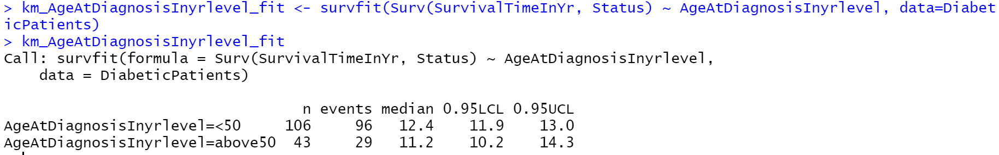 > km_AgeAtDiagnosisInyrlevel_fit <- survfit(Surv(SurvivalTimeInYr, Status) ~ AgeAtDiagnosisInyrlevel, data=Diabet
icPatients)
> km_AgeAtDiagnosisInyrlevel_fit
Call: survfit(formula = Surv(SurvivalTimeInYr, Status) ~ AgeAtDiagnosisInyrlevel,
    data = DiabeticPatients)
                                  n events median 0.95LCL 0.95UCL
AgeAtDiagnosisInyrlevel=<50     106     96   12.4    11.9    13.0
AgeAtDiagnosisInyrlevel=above50  43     29   11.2    10.2    14.3